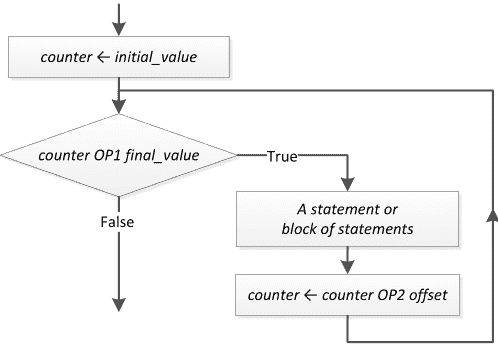 counter ← initial_value
counter OP1 final_value
True
False
A statement or
block of statements
counter ← counter OP2 offset